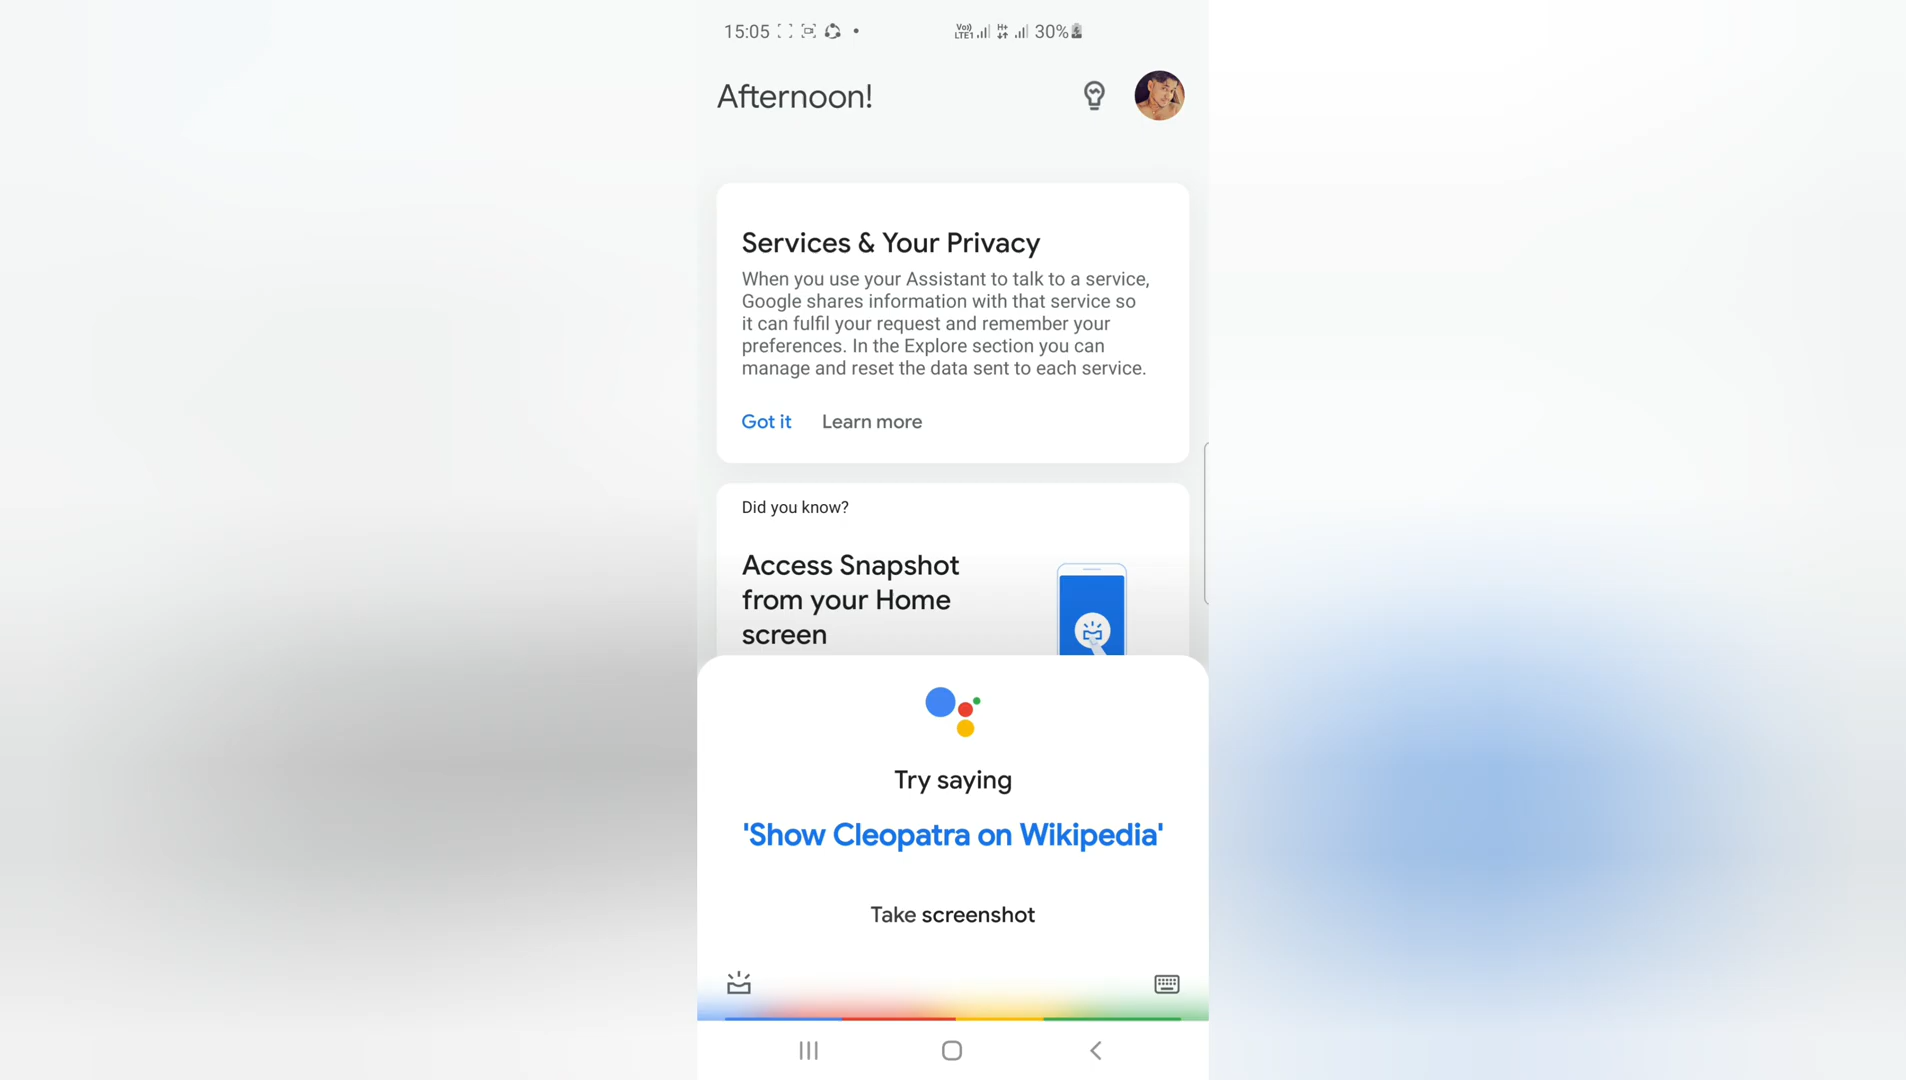 15:05
Vo))
LTE1
H+
30%
Afternoon!
Services & Your Privacy
When you use your Assistant to talk to a service,
Google shares information with that service so
it can fulfil your request and remember your
preferences. In the Explore section you can
manage and reset the data sent to each service.
Got it Learn more
Did you know?
Access Snapshot
from your Home
screen
Try saying
'Show Cleopatra on Wikipedia'
Take screenshot